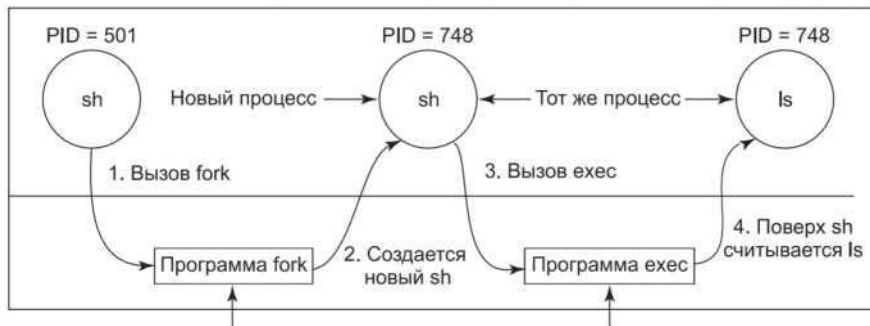 PID = 501
PID = 748
PID = 748
sh
Новый процесс
sh
Тот же процесс
ls
1. Вызов fork
3. Вызов exec
4. Поверх sh
считывается ls
Программа fork
2. Создается
новый sh
Программа exec